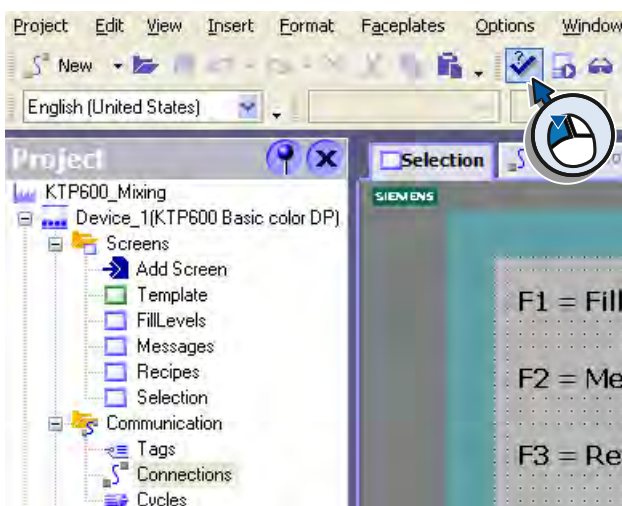 Project Edit View Insert Format Faceplates Options Window
New
English (United States)
Project
Selection
KTP600_Mixing
SIEMENS
Device_1(KTP600 Basic color DP)
Screens
Add Screen
Template
F1 = Fill
FillLevels
Messages
Recipes
F2 = Me
Selection
Communication
Tags
F3 = Re
Connections
Cycles